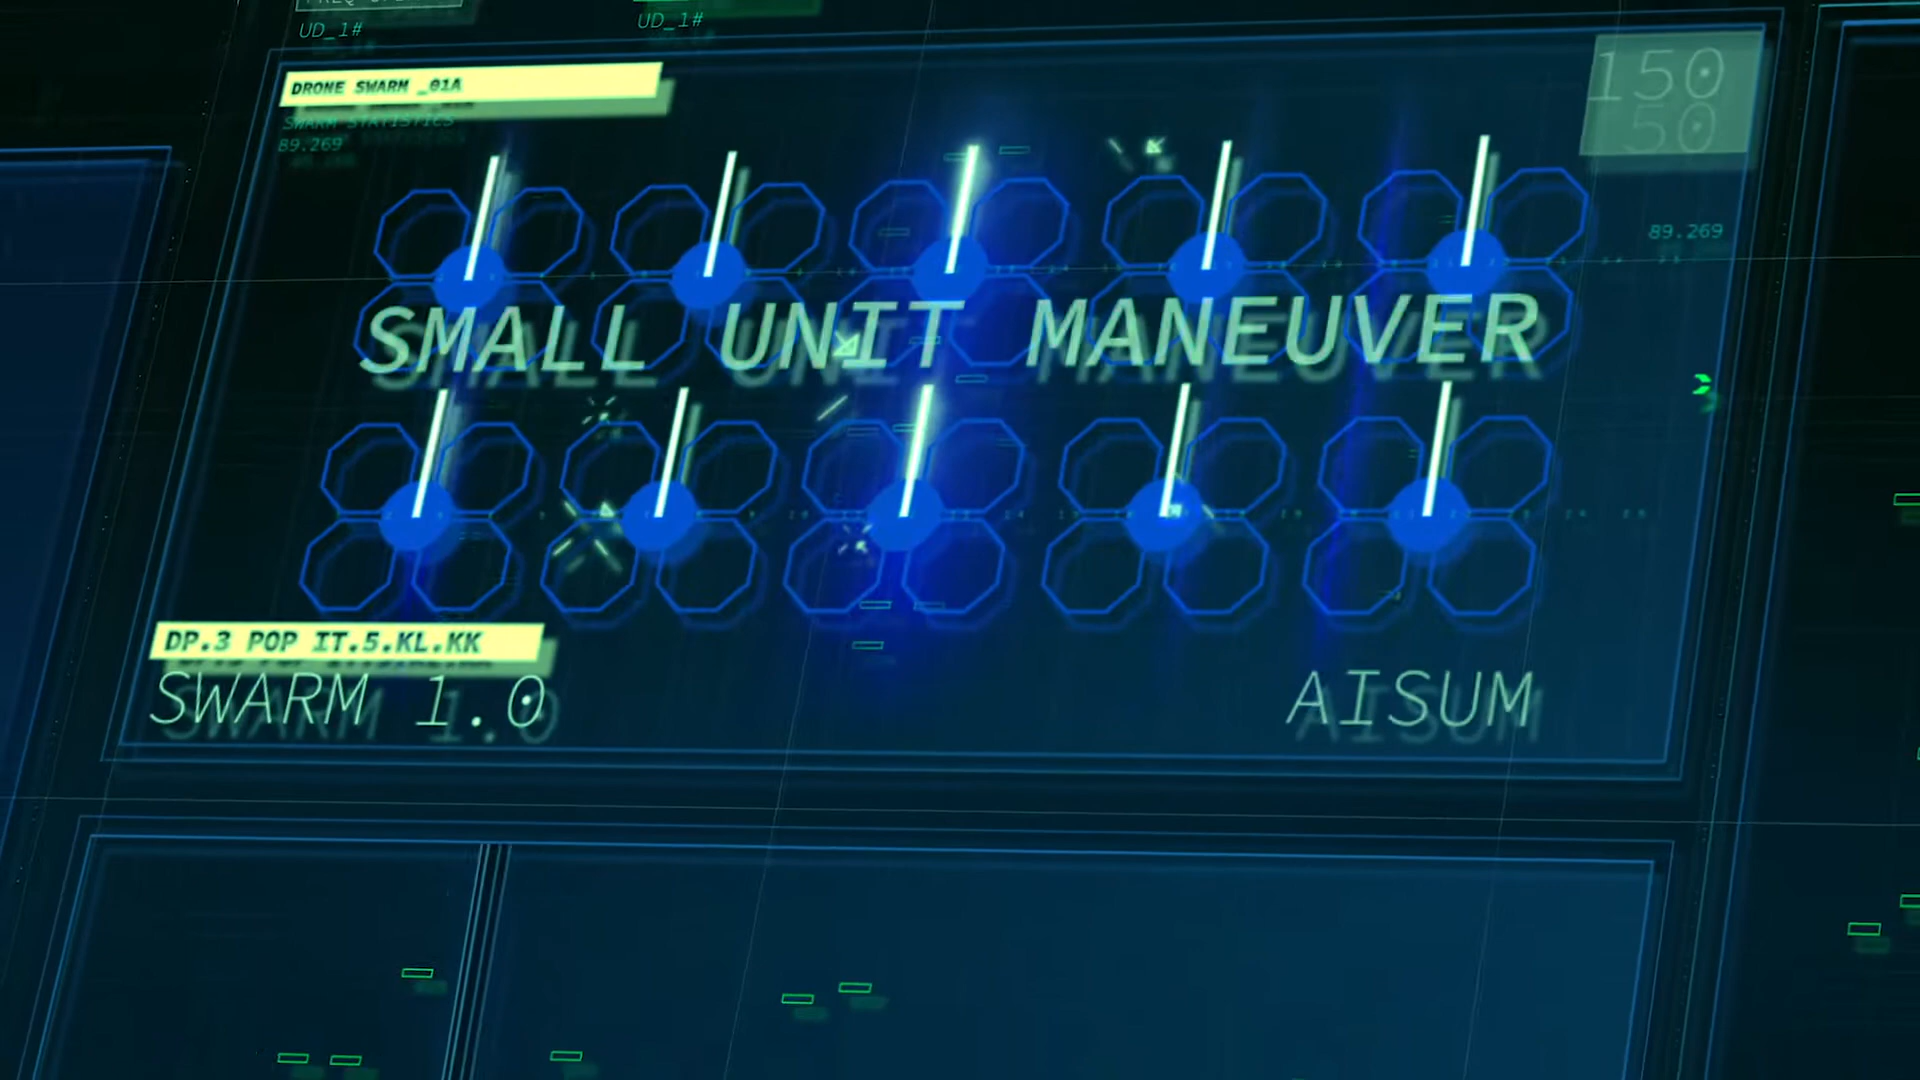 UD_1#
UD_1#
DRONE SWARM _01A
SWARM STATISTICS
89.269
150
50
89.269
SMALL UNIT MANEUVER
DP.3 POP IT.5.KL.KK
SWARM 1.0
AISUM